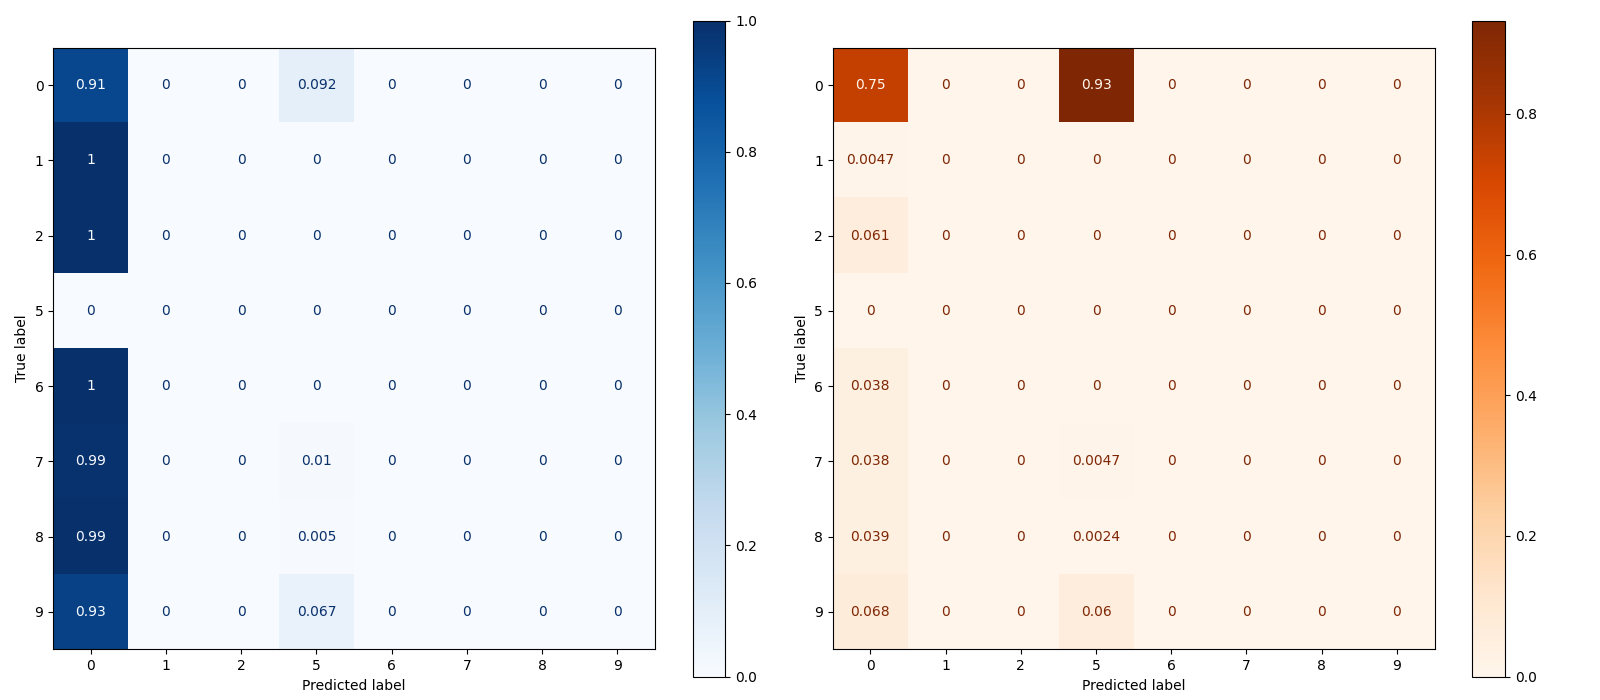 0 0.91 0 0 0.092 0 0 0 0
1 1 0 0 0 0 0 0 0
2 1 0 0 0 0 0 0 0
5 0 0 0 0 0 0 0 0
6 1 0 0 0 0 0 0 0
7 0.99 0 0 0.01 0 0 0 0
8 0.99 0 0 0.005 0 0 0 0
9 0.93 0 0 0.067 0 0 0 0
0 1 2 5 6 7 8 9
True label
Predicted label
1.0
0.8
0.6
0.4
0.2
0.0
0 0.75 0 0 0.93 0 0 0 0
1 0.0047 0 0 0 0 0 0 0
2 0.061 0 0 0 0 0 0 0
5 0 0 0 0 0 0 0 0
6 0.038 0 0 0 0 0 0 0
7 0.038 0 0 0.0047 0 0 0 0
8 0.039 0 0 0.0024 0 0 0 0
9 0.068 0 0 0.06 0 0 0 0
0 1 2 5 6 7 8 9
True label
Predicted label
0.8
0.6
0.4
0.2
0.0